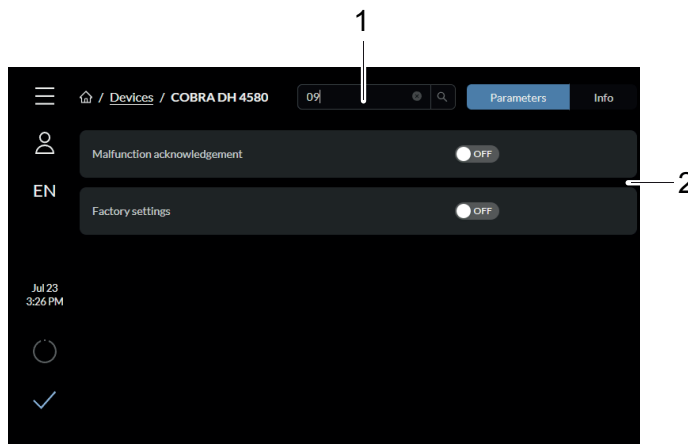 1
/ Devices / COBRA DH 4580
09
Parameters
Info
Malfunction acknowledgement
OFF
EN
2
Factory settings
OFF
Jul 23
3:26 PM